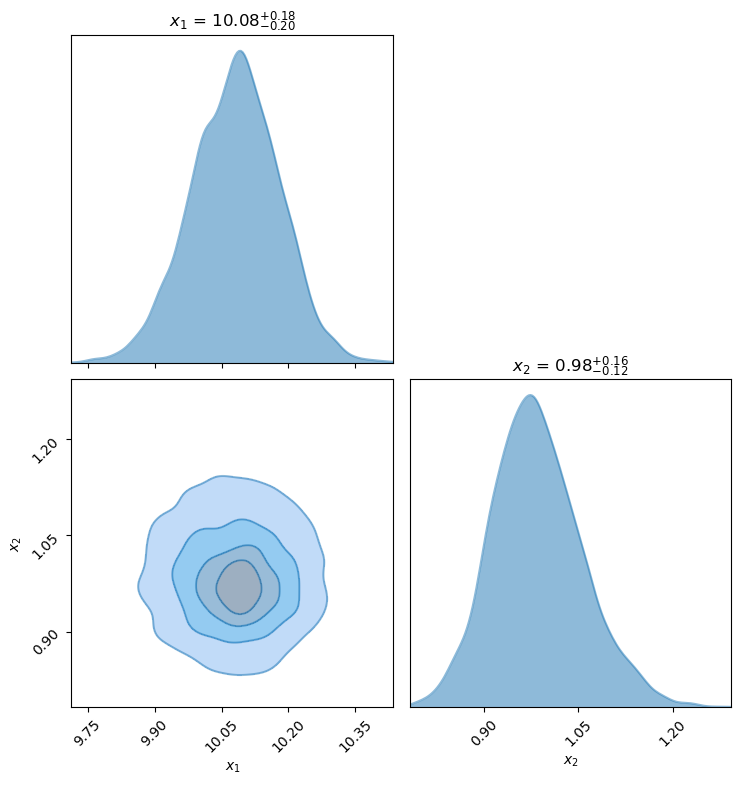 x₁ = 10.08⁺⁰·¹⁸₋₀.₂₀
x₂ = 0.98⁺⁰·¹⁶₋₀.₁₂
1.20
1.05
0.90
x₂
9.75 9.90 10.05 10.20 10.35
x₁
0.90 1.05 1.20
x₂